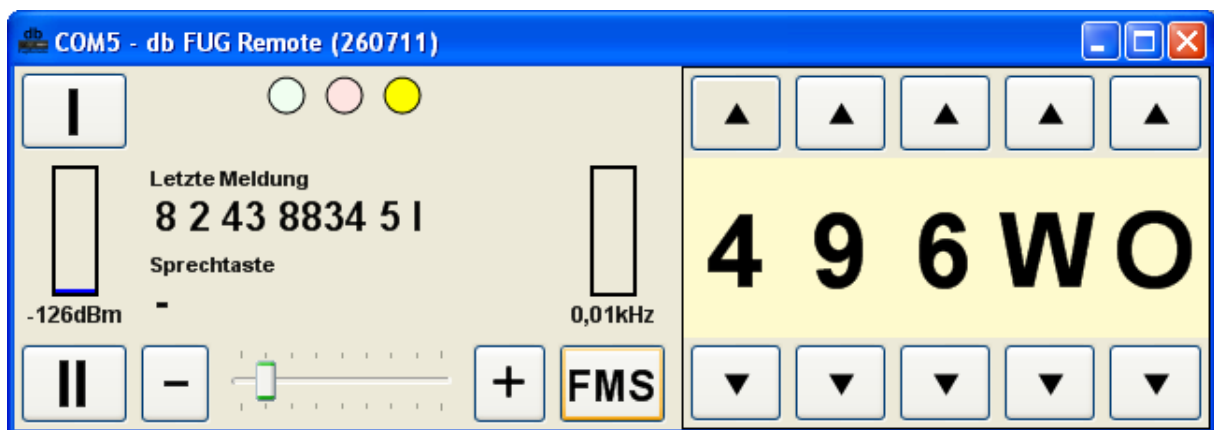 COM5 - db FUG Remote (260711)
I
Letzte Meldung
8 2 43 8834 5 I
Sprechtaste
-
-126dBm
0,01kHz
II
-
+
FMS
4 9 6 W O